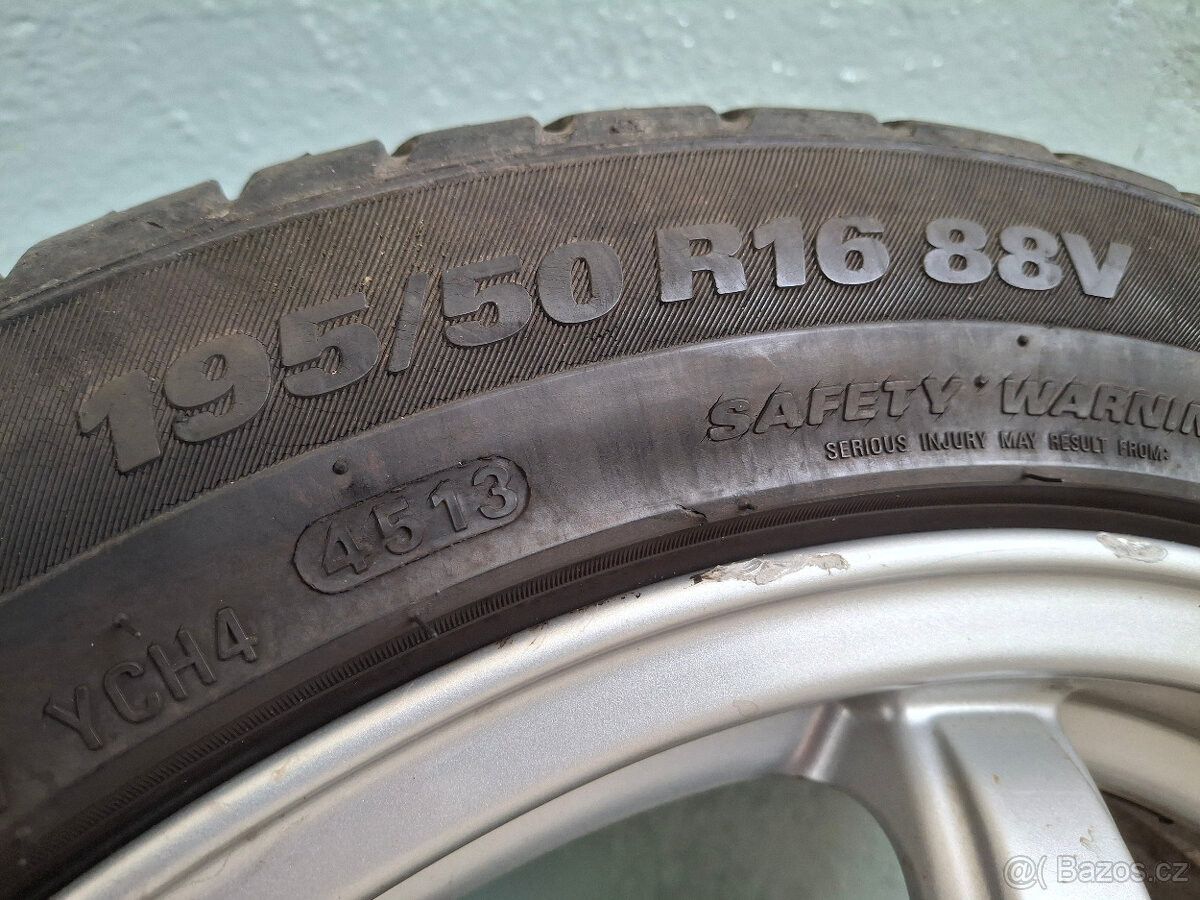 195/50 R16 88V
SAFETY WARNIN
SERIOUS INJURY MAY RESULT FROM:
4513
YCH4
Bazos.cz